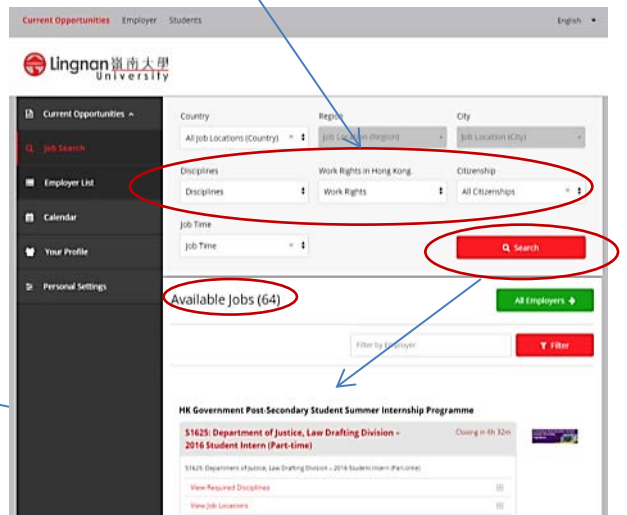 Current Opportunities Employer Students English
Lingnan 嶺南大學
University
Current Opportunities
Job Search
Employer List
Calendar
Your Profile
Personal Settings
Country Region City
All Job Locations (Country) Job Location (Region) Job Location (City)
Disciplines Work Rights in Hong Kong Citizenship
Disciplines Work Rights All Citizenships
Job Time
Job Time Search
Available Jobs (64) All Employers
Filter by Employer Filter
HK Government Post-Secondary Student Summer Internship Programme
S1625: Department of Justice, Law Drafting Division – Closing in 6h 32m
2016 Student Intern (Part-time)
S1625: Department of Justice, Law Drafting Division – 2016 Student Intern (Part-time)
View Required Disciplines
View Job Locations